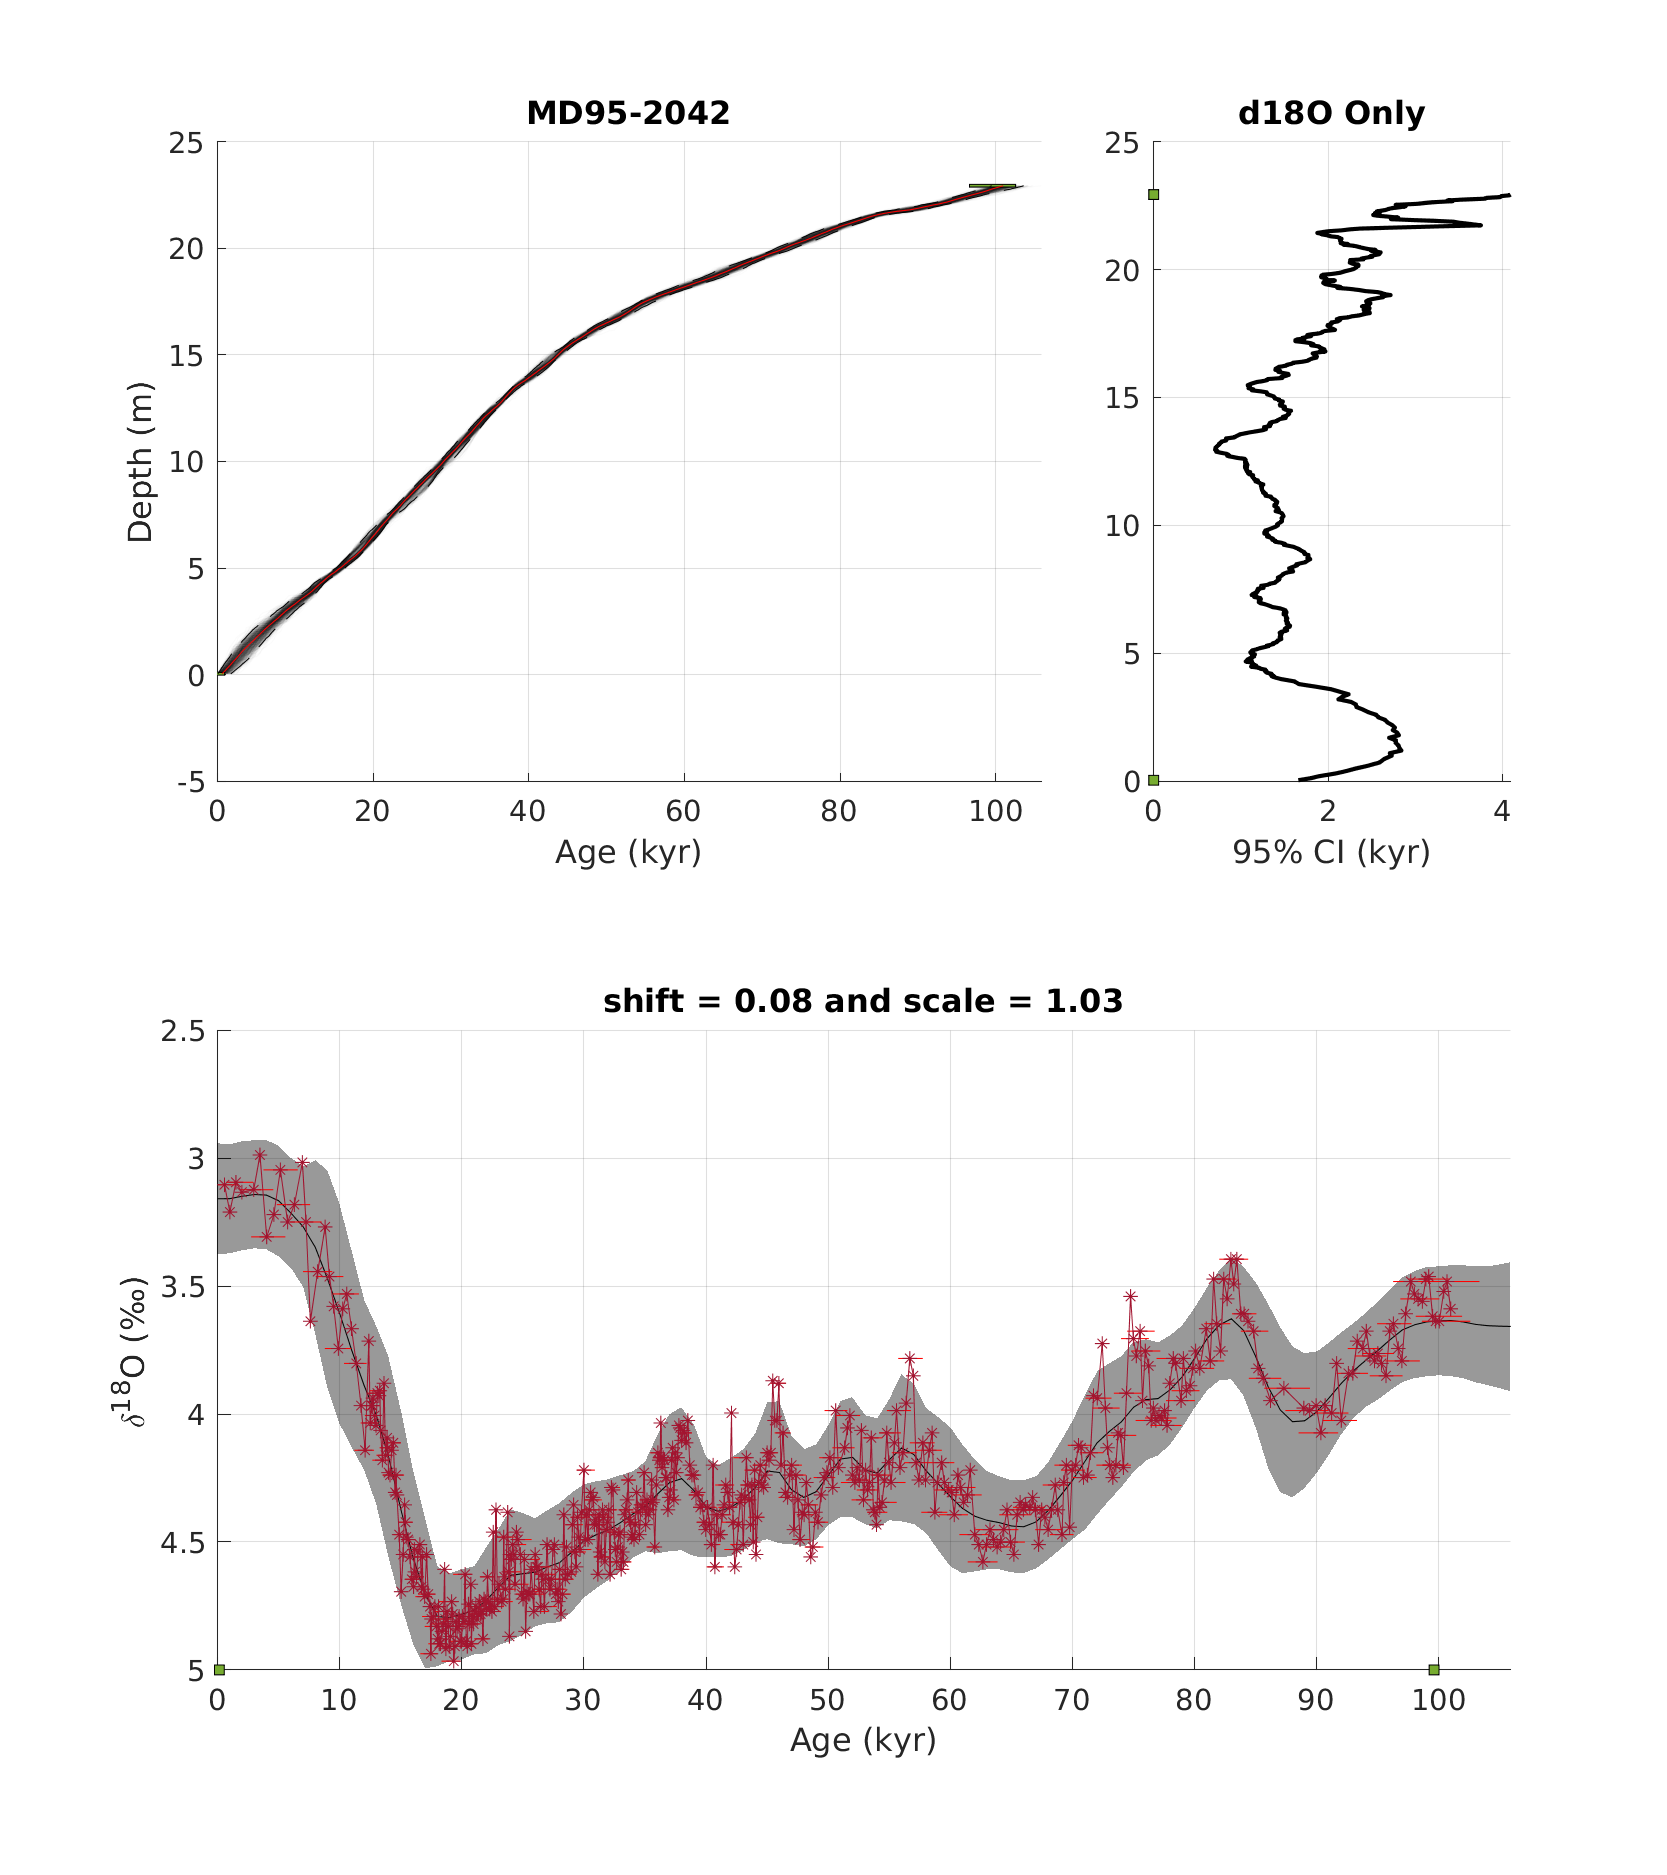 MD95-2042
d18O Only
25
20
15
10
5
0
-5
0 20 40 60 80 100
Depth (m)
Age (kyr)
25
20
15
10
5
0
0 2 4
95% CI (kyr)
shift = 0.08 and scale = 1.03
2.5
3
3.5
4
4.5
5
0 10 20 30 40 50 60 70 80 90 100
δ¹⁸O (‰)
Age (kyr)